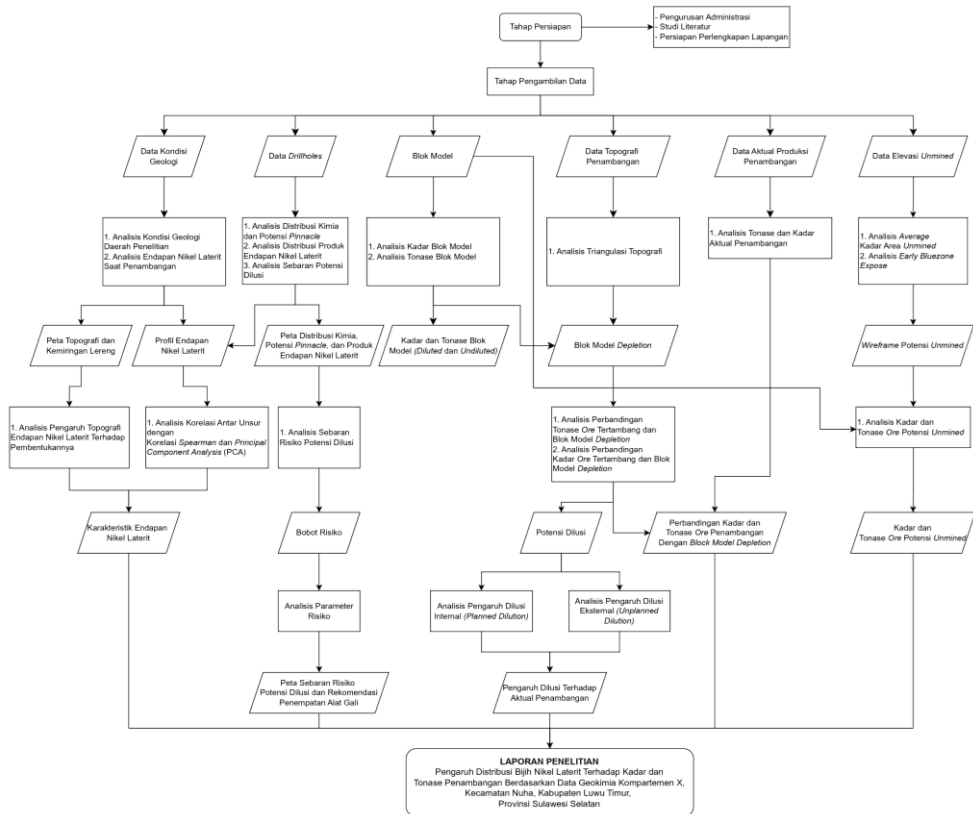 Tahap Persiapan
- Pengurusan Administrasi
- Studi Literatur
- Persiapan Perlengkapan Lapangan
Tahap Pengambilan Data
Data Kondisi
Geologi
Data Drillholes
Blok Model
Data Topografi
Penambangan
Data Aktual Produksi
Penambangan
Data Elevasi Unmined
1. Analisis Kondisi Geologi
Daerah Penelitian
2. Analisis Endapan Nikel Laterit
Saat Penambangan
1. Analisis Distribusi Kimia
dan Potensi Pinnacle
2. Analisis Distribusi Produk
Endapan Nikel Laterit
3. Analisis Sebaran Potensi
Dilusi
1. Analisis Kadar Blok Model
2. Analisis Tonase Blok Model
1. Analisis Triangulasi Topografi
1. Analisis Tonase dan Kadar
Aktual Penambangan
1. Analisis Average
Kadar Area Unmined
2. Analisis Early Bluezone
Expose
Peta Topografi dan
Kemiringan Lereng
Profil Endapan
Nikel Laterit
Peta Distribusi Kimia,
Potensi Pinnacle, dan Produk
Endapan Nikel Laterit
Kadar dan Tonase Blok
Model (Diluted dan Undiluted)
Blok Model Depletion
Wireframe Potensi Unmined
1. Analisis Pengaruh Topografi
Endapan Nikel Laterit Terhadap
Pembentukannya
1. Analisis Korelasi Antar Unsur
dengan
Korelasi Spearman dan Principal
Component Analysis (PCA)
1. Analisis Sebaran
Risiko Potensi Dilusi
1. Analisis Perbandingan
Tonase Ore Tertambang dan
Blok Model Depletion
2. Analisis Perbandingan
Kadar Ore Tertambang dan Blok
Model Depletion
1. Analisis Kadar dan
Tonase Ore Potensi Unmined
Karakteristik Endapan
Nikel Laterit
Bobot Risiko
Potensi Dilusi
Perbandingan Kadar dan
Tonase Ore Penambangan
Dengan Block Model Depletion
Kadar dan
Tonase Ore Potensi Unmined
Analisis Parameter
Risiko
Analisis Pengaruh Dilusi
Internal (Planned Dilution)
Analisis Pengaruh Dilusi
Eksternal (Unplanned
Dilution)
Peta Sebaran Risiko
Potensi Dilusi dan Rekomendasi
Penempatan Alat Gali
Pengaruh Dilusi Terhadap
Aktual Penambangan
LAPORAN PENELITIAN
Pengaruh Distribusi Bijih Nikel Laterit Terhadap Kadar dan
Tonase Penambangan Berdasarkan Data Geokimia Kompartemen X,
Kecamatan Nuha, Kabupaten Luwu Timur,
Provinsi Sulawesi Selatan